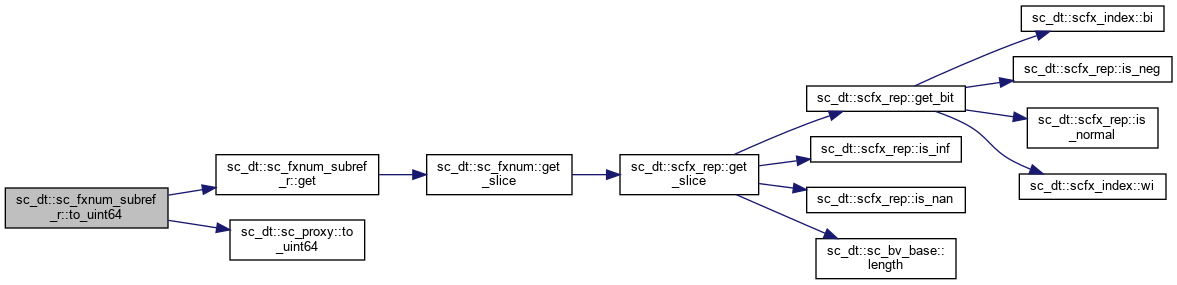 sc_dt::sc_fxnum_subref
_r::to_uint64
sc_dt::sc_fxnum_subref
_r::get
sc_dt::sc_proxy::to
_uint64
sc_dt::sc_fxnum::get
_slice
sc_dt::scfx_rep::get
_slice
sc_dt::scfx_rep::get_bit
sc_dt::scfx_rep::is_inf
sc_dt::scfx_rep::is_nan
sc_dt::sc_bv_base::
length
sc_dt::scfx_index::bi
sc_dt::scfx_rep::is_neg
sc_dt::scfx_rep::is
_normal
sc_dt::scfx_index::wi